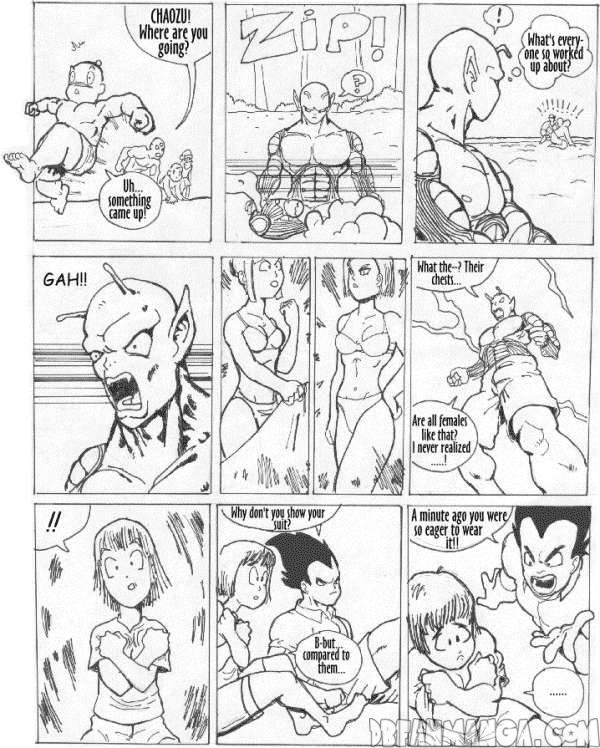 CHAOZU!
Where are you
going?
Uh...
something
came up!
ZIP!
?
!
What's every-
one so worked
up about?
GAH!!
What the--? Their
chests...
Are all females
like that?
I never realized
......!
!!
Why don't you show your
suit?
B-but...
compared to
them...
A minute ago you were
so eager to wear
it!!
......
DBFANMANGA.COM